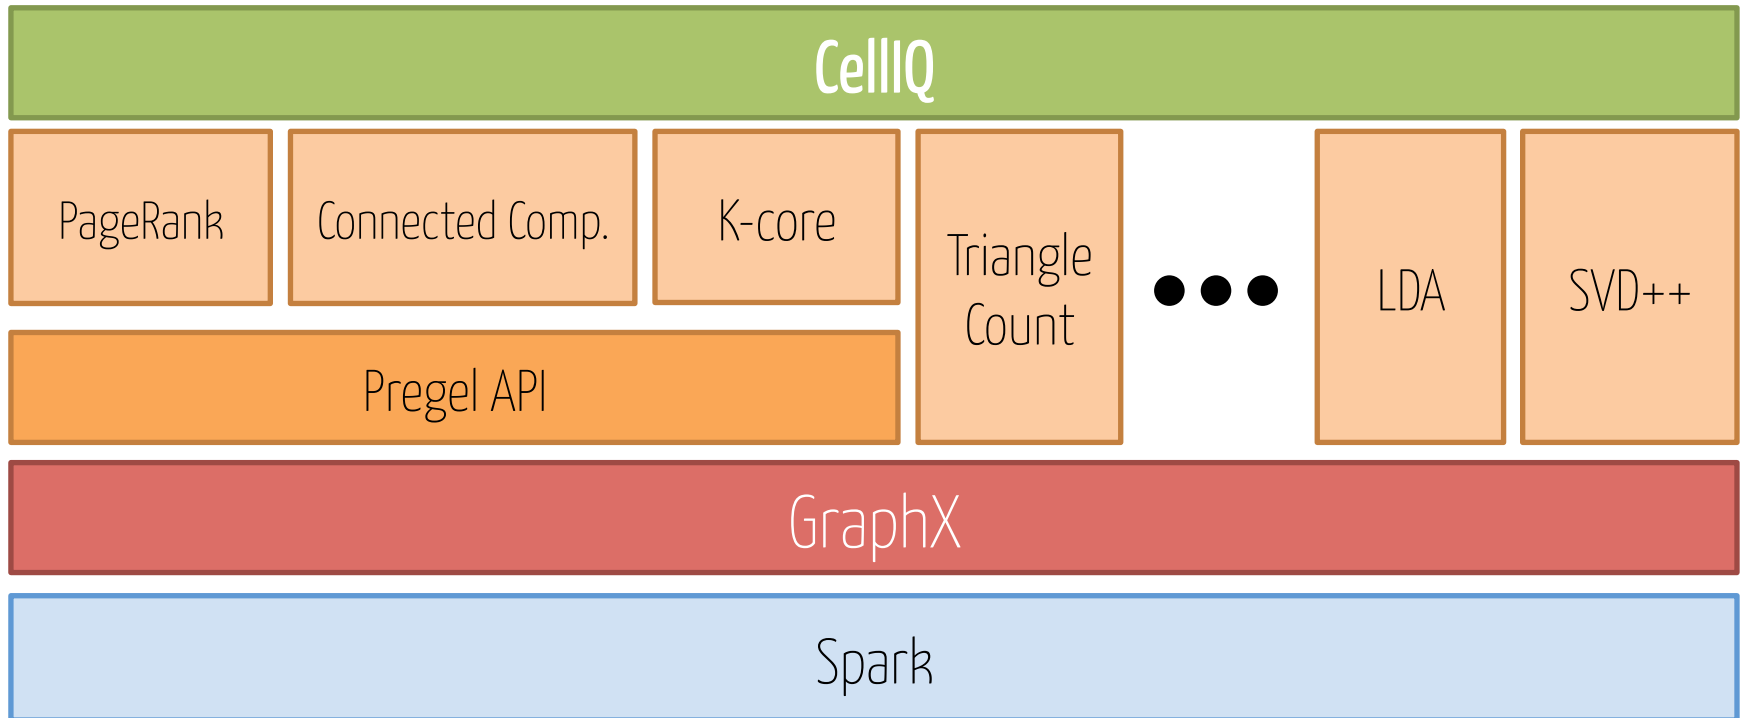 CellIQ
PageRank
Connected Comp.
K-core
Triangle
Count
LDA
SVD++
Pregel API
GraphX
Spark